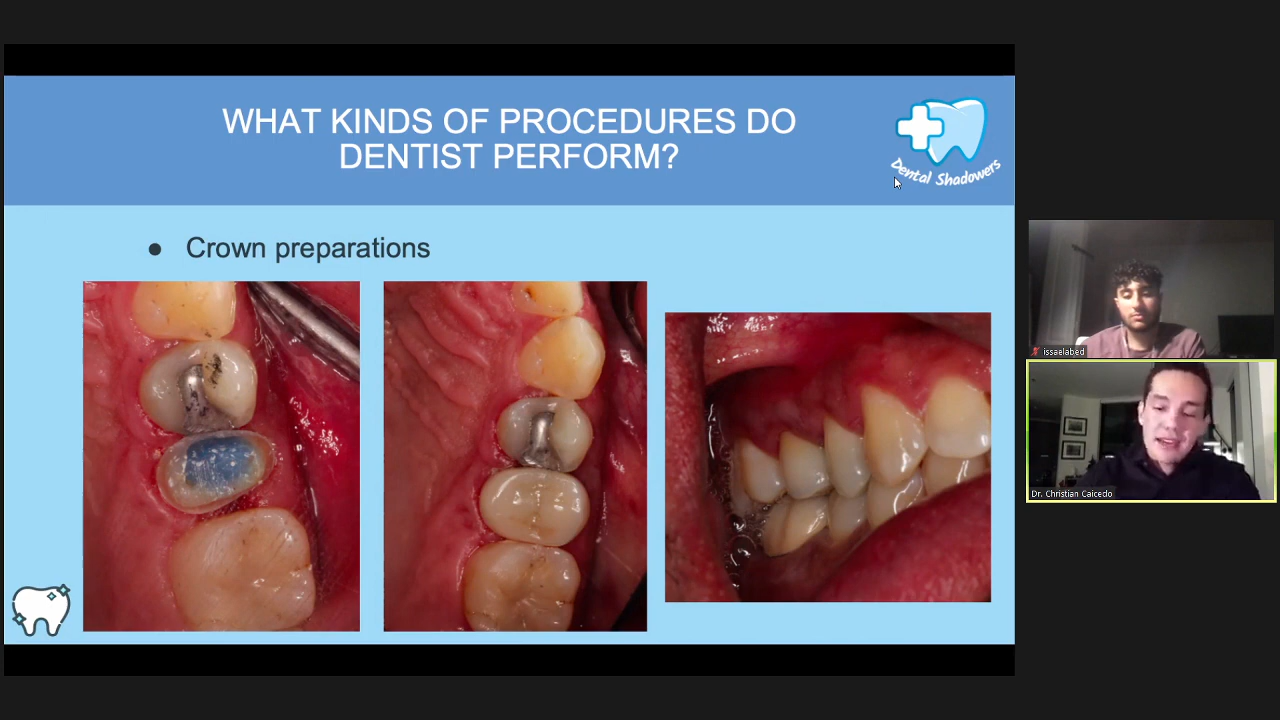 WHAT KINDS OF PROCEDURES DO
DENTIST PERFORM?
Dental Shadowers
● Crown preparations
issaelabed
Dr. Christian Caicedo